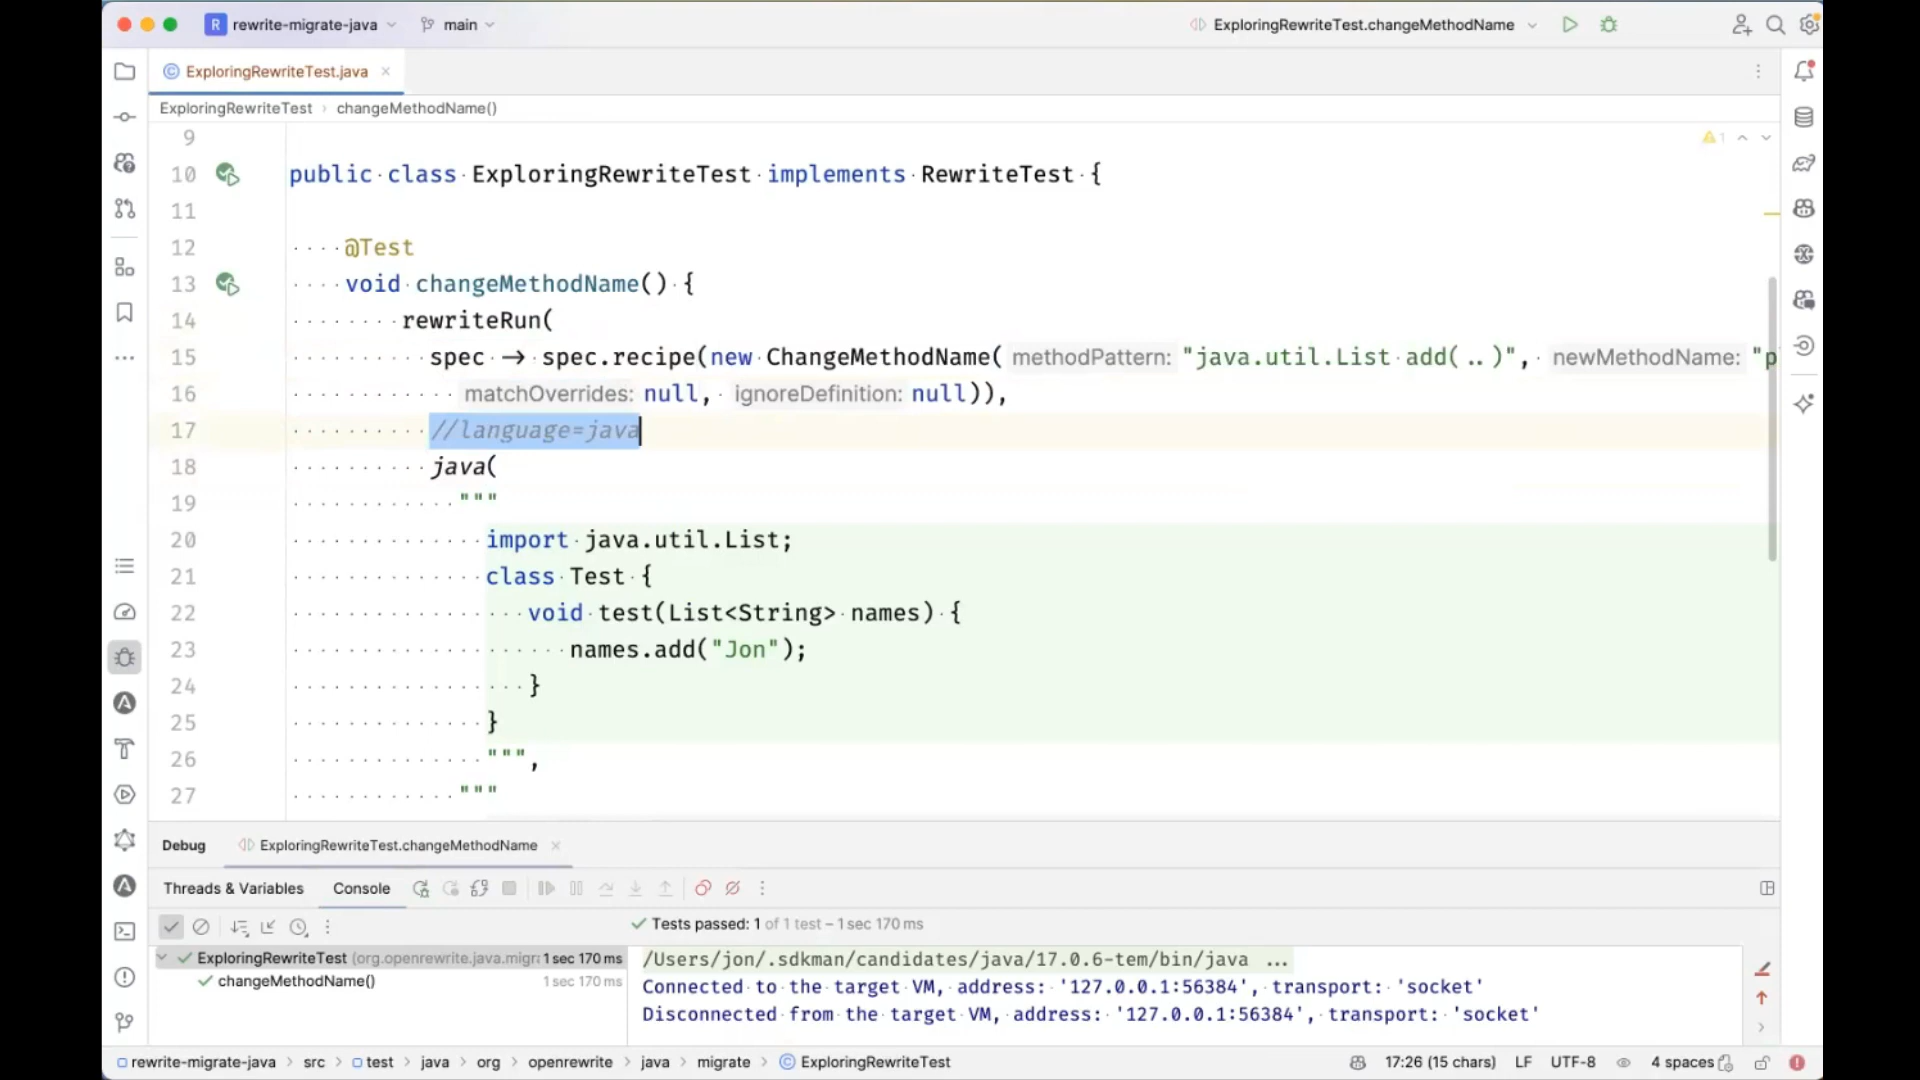 R rewrite-migrate-java main ExploringRewriteTest.changeMethodName
ExploringRewriteTest.java
ExploringRewriteTest › changeMethodName()
9
1
10 public class ExploringRewriteTest implements RewriteTest {
11
12 @Test
13 void changeMethodName() {
14 rewriteRun(
15 spec -> spec.recipe(new ChangeMethodName( methodPattern: "java.util.List add(..)", newMethodName: "p
16 matchOverrides: null, ignoreDefinition: null)),
17 //language=java
18 java(
19 """
20 import java.util.List;
21 class Test {
22 void test(List<String> names) {
23 names.add("Jon");
24 }
25 }
26 """,
27 """
Debug ExploringRewriteTest.changeMethodName
Threads & Variables Console
Tests passed: 1 of 1 test – 1 sec 170 ms
ExploringRewriteTest (org.openrewrite.java.migr 1 sec 170 ms
changeMethodName() 1 sec 170 ms
/Users/jon/.sdkman/candidates/java/17.0.6-tem/bin/java ...
Connected to the target VM, address: '127.0.0.1:56384', transport: 'socket'
Disconnected from the target VM, address: '127.0.0.1:56384', transport: 'socket'
rewrite-migrate-java › src › test › java › org › openrewrite › java › migrate › ExploringRewriteTest 17:26 (15 chars) LF UTF-8 4 spaces